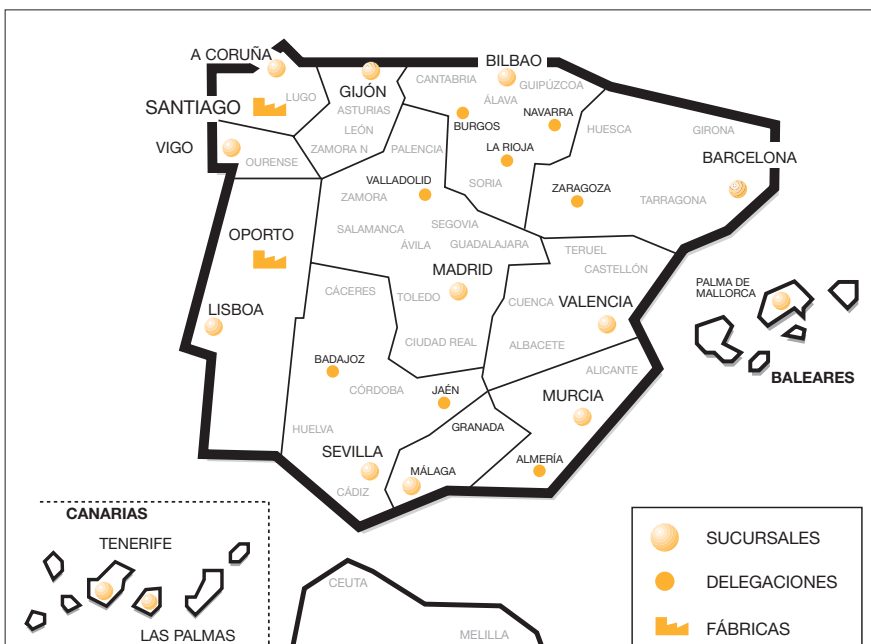 A CORUÑA
BILBAO
GIJÓN
CANTABRIA
GUIPÚZCOA
LUGO
ÁLAVA
SANTIAGO
ASTURIAS
NAVARRA
BURGOS
LEÓN
HUESCA
GIRONA
VIGO
ZAMORA N
PALENCIA
LA RIOJA
BARCELONA
OURENSE
VALLADOLID
SORIA
ZAMORA
ZARAGOZA
TARRAGONA
SALAMANCA
SEGOVIA
OPORTO
ÁVILA
GUADALAJARA
TERUEL
CASTELLÓN
MADRID
CÁCERES
TOLEDO
CUENCA
VALENCIA
PALMA DE
MALLORCA
LISBOA
CIUDAD REAL
ALBACETE
BADAJOZ
ALICANTE
BALEARES
CÓRDOBA
JAÉN
MURCIA
HUELVA
GRANADA
SEVILLA
MÁLAGA
ALMERÍA
CÁDIZ
CANARIAS
TENERIFE
LAS PALMAS
CEUTA
MELILLA
SUCURSALES
DELEGACIONES
FÁBRICAS